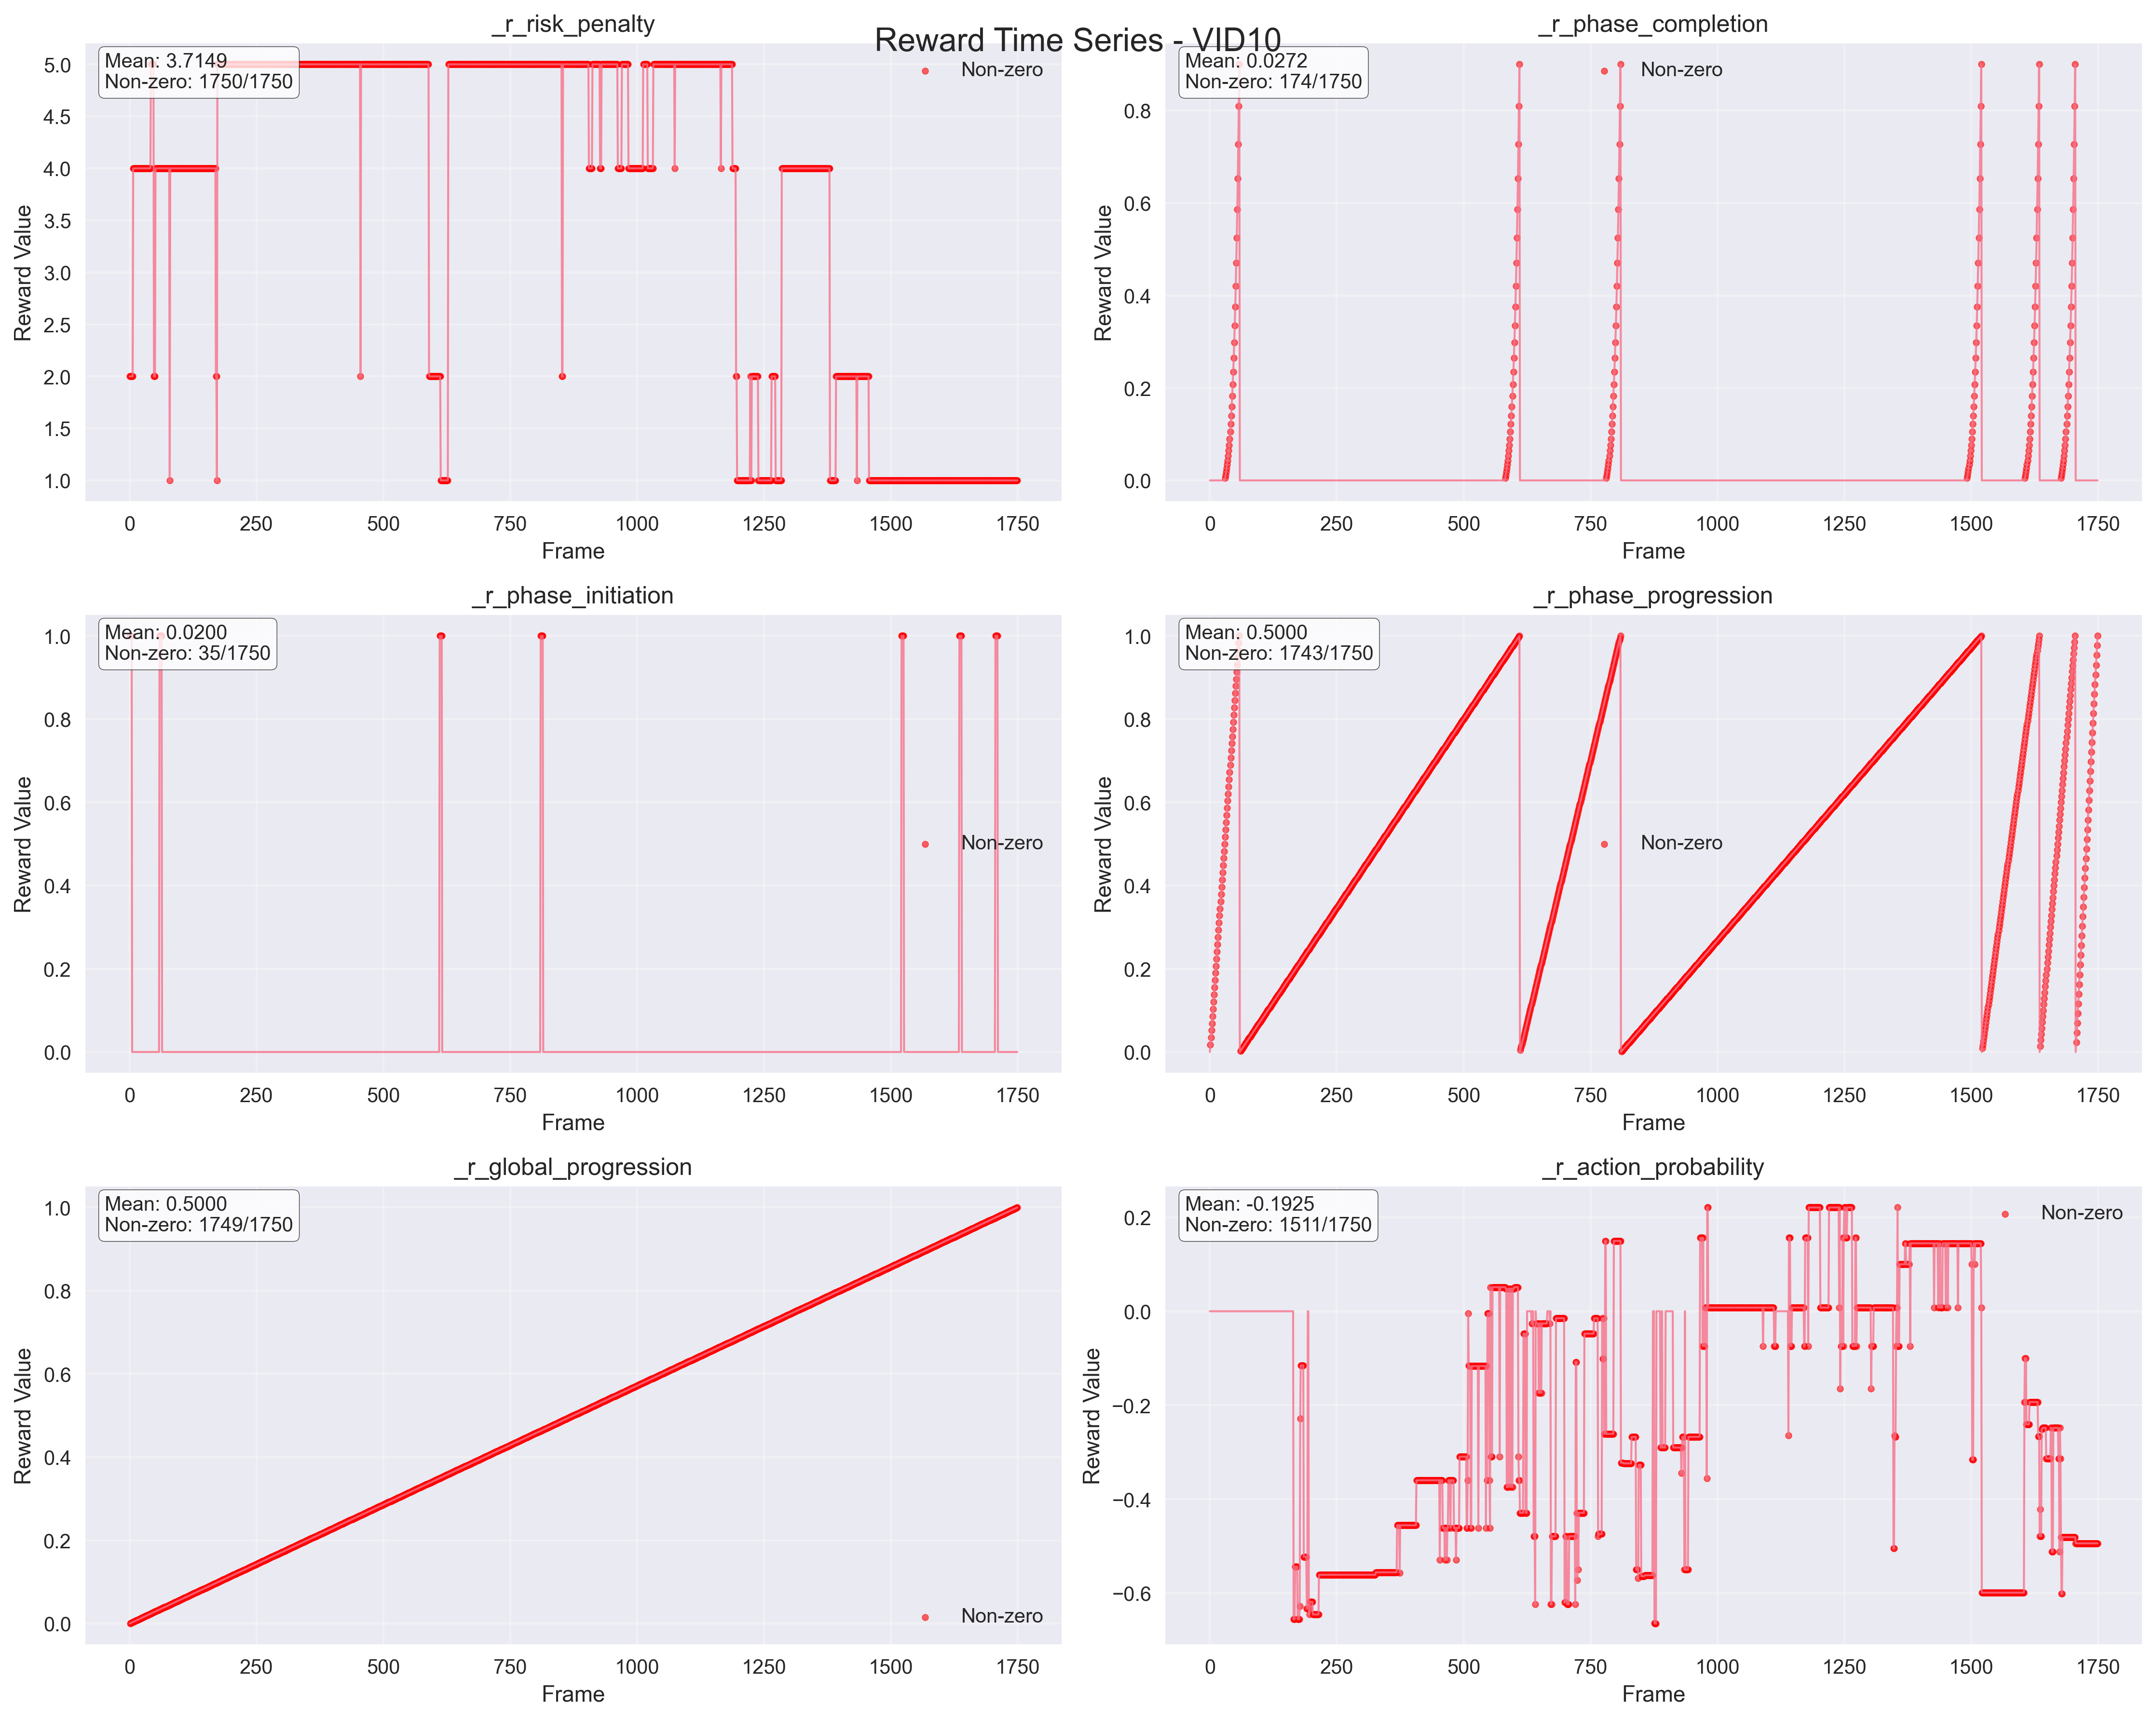 Reward Time Series - VID10
_r_risk_penalty
Mean: 3.7149
Non-zero: 1750/1750
Non-zero
Reward Value
5.0
4.5
4.0
3.5
3.0
2.5
2.0
1.5
1.0
0 250 500 750 1000 1250 1500 1750
Frame
_r_phase_completion
Mean: 0.0272
Non-zero: 174/1750
Non-zero
Reward Value
0.8
0.6
0.4
0.2
0.0
0 250 500 750 1000 1250 1500 1750
Frame
_r_phase_initiation
Mean: 0.0200
Non-zero: 35/1750
Non-zero
Reward Value
1.0
0.8
0.6
0.4
0.2
0.0
0 250 500 750 1000 1250 1500 1750
Frame
_r_phase_progression
Mean: 0.5000
Non-zero: 1743/1750
Non-zero
Reward Value
1.0
0.8
0.6
0.4
0.2
0.0
0 250 500 750 1000 1250 1500 1750
Frame
_r_global_progression
Mean: 0.5000
Non-zero: 1749/1750
Non-zero
Reward Value
1.0
0.8
0.6
0.4
0.2
0.0
0 250 500 750 1000 1250 1500 1750
Frame
_r_action_probability
Mean: -0.1925
Non-zero: 1511/1750
Non-zero
Reward Value
0.2
0.0
−0.2
−0.4
−0.6
0 250 500 750 1000 1250 1500 1750
Frame